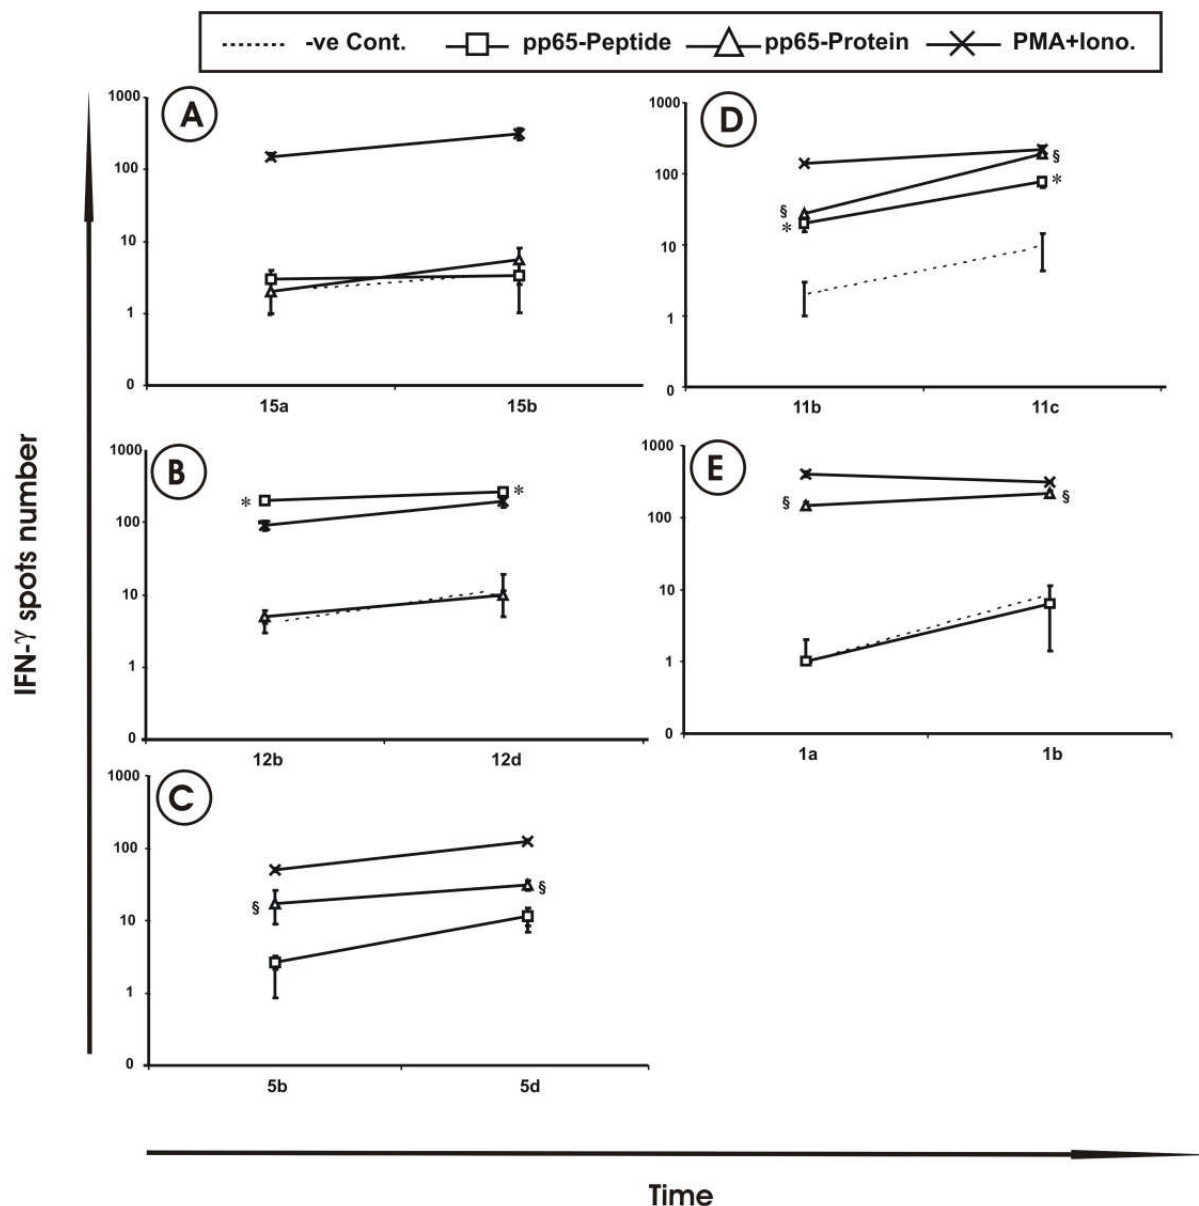 -ve Cont. pp65-Peptide pp65-Protein PMA+Iono.
IFN-γ spots number
A
1000
100
10
1
0
15a 15b
B
1000
100
10
1
0
* *
12b 12d
C
1000
100
10
1
0
§ §
5b 5d
D
1000
100
10
1
0
§ §
* *
11b 11c
E
1000
100
10
1
0
§ §
1a 1b
Time